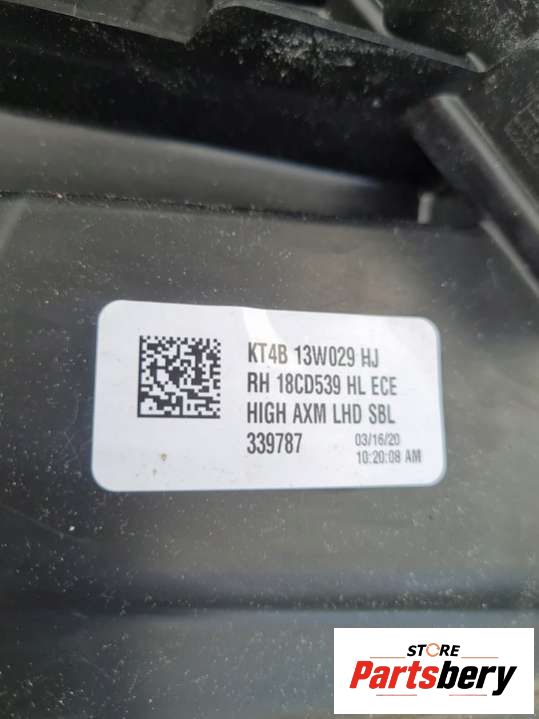 KT4B 13W029 HJ
RH 18CD539 HL ECE
HIGH AXM LHD SBL
339787 03/16/20
10:20:08 AM
STORE
Partsbery